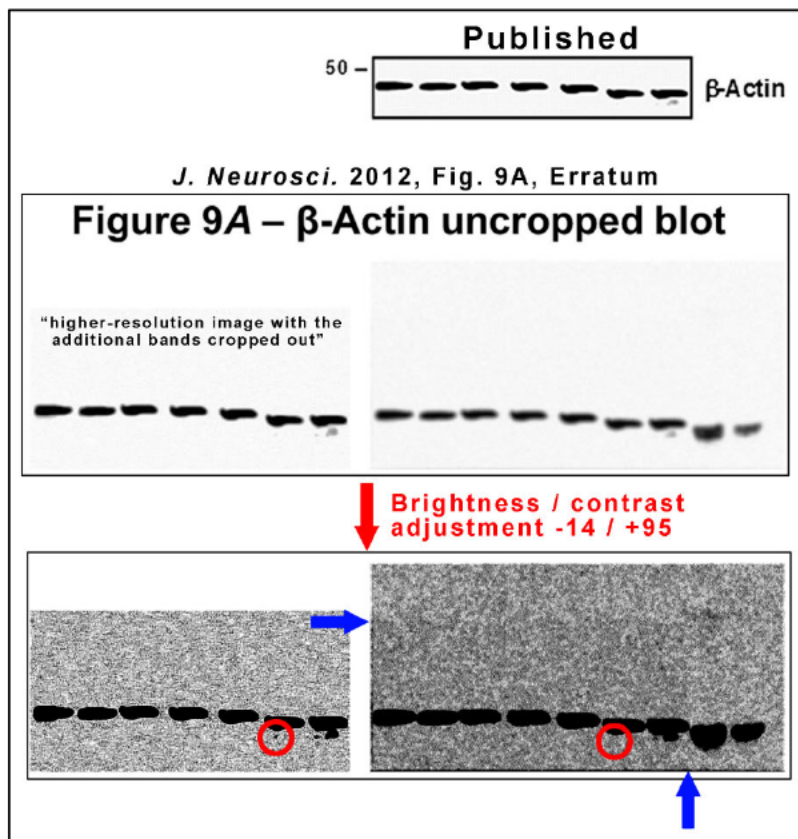 Published
50 –
β-Actin
J. Neurosci. 2012, Fig. 9A, Erratum
Figure 9A – β-Actin uncropped blot
“higher-resolution image with the
additional bands cropped out”
Brightness / contrast
adjustment -14 / +95